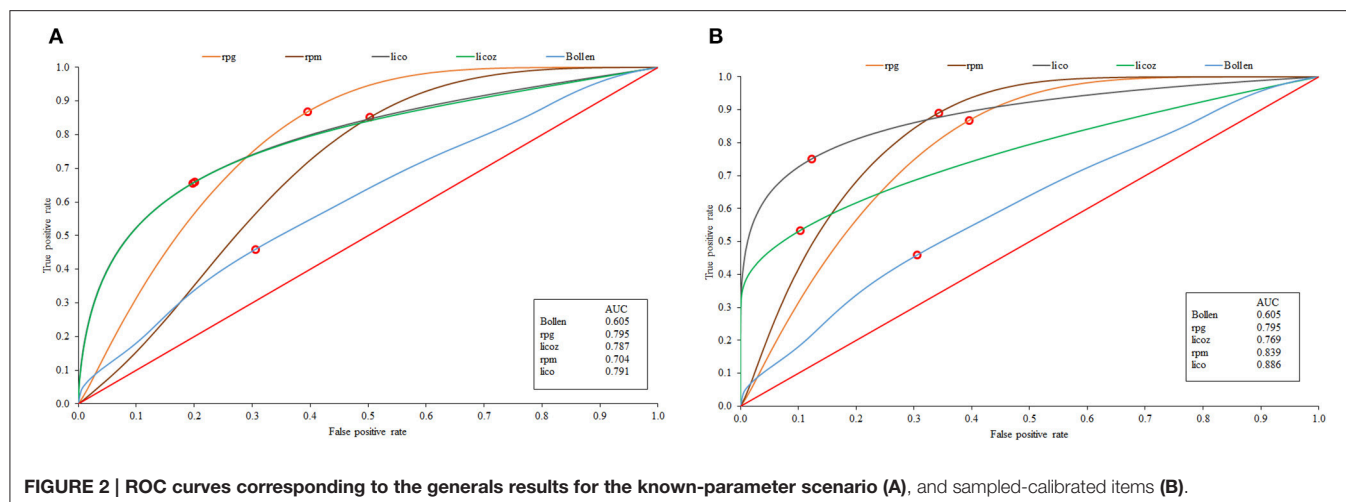 A
rpg rpm lico licoz Bollen
1.0
0.9
0.8
0.7
0.6
0.5
0.4
0.3
0.2
0.1
0.0
True positive rate
0.0 0.1 0.2 0.3 0.4 0.5 0.6 0.7 0.8 0.9 1.0
False positive rate
AUC
Bollen 0.605
rpg 0.795
licoz 0.787
rpm 0.704
lico 0.791
B
rpg rpm lico licoz Bollen
1.0
0.9
0.8
0.7
0.6
0.5
0.4
0.3
0.2
0.1
0.0
True positive rate
0.0 0.1 0.2 0.3 0.4 0.5 0.6 0.7 0.8 0.9 1.0
False positive rate
AUC
Bollen 0.605
rpg 0.795
licoz 0.769
rpm 0.839
lico 0.886
FIGURE 2 | ROC curves corresponding to the generals results for the known-parameter scenario (A), and sampled-calibrated items (B).